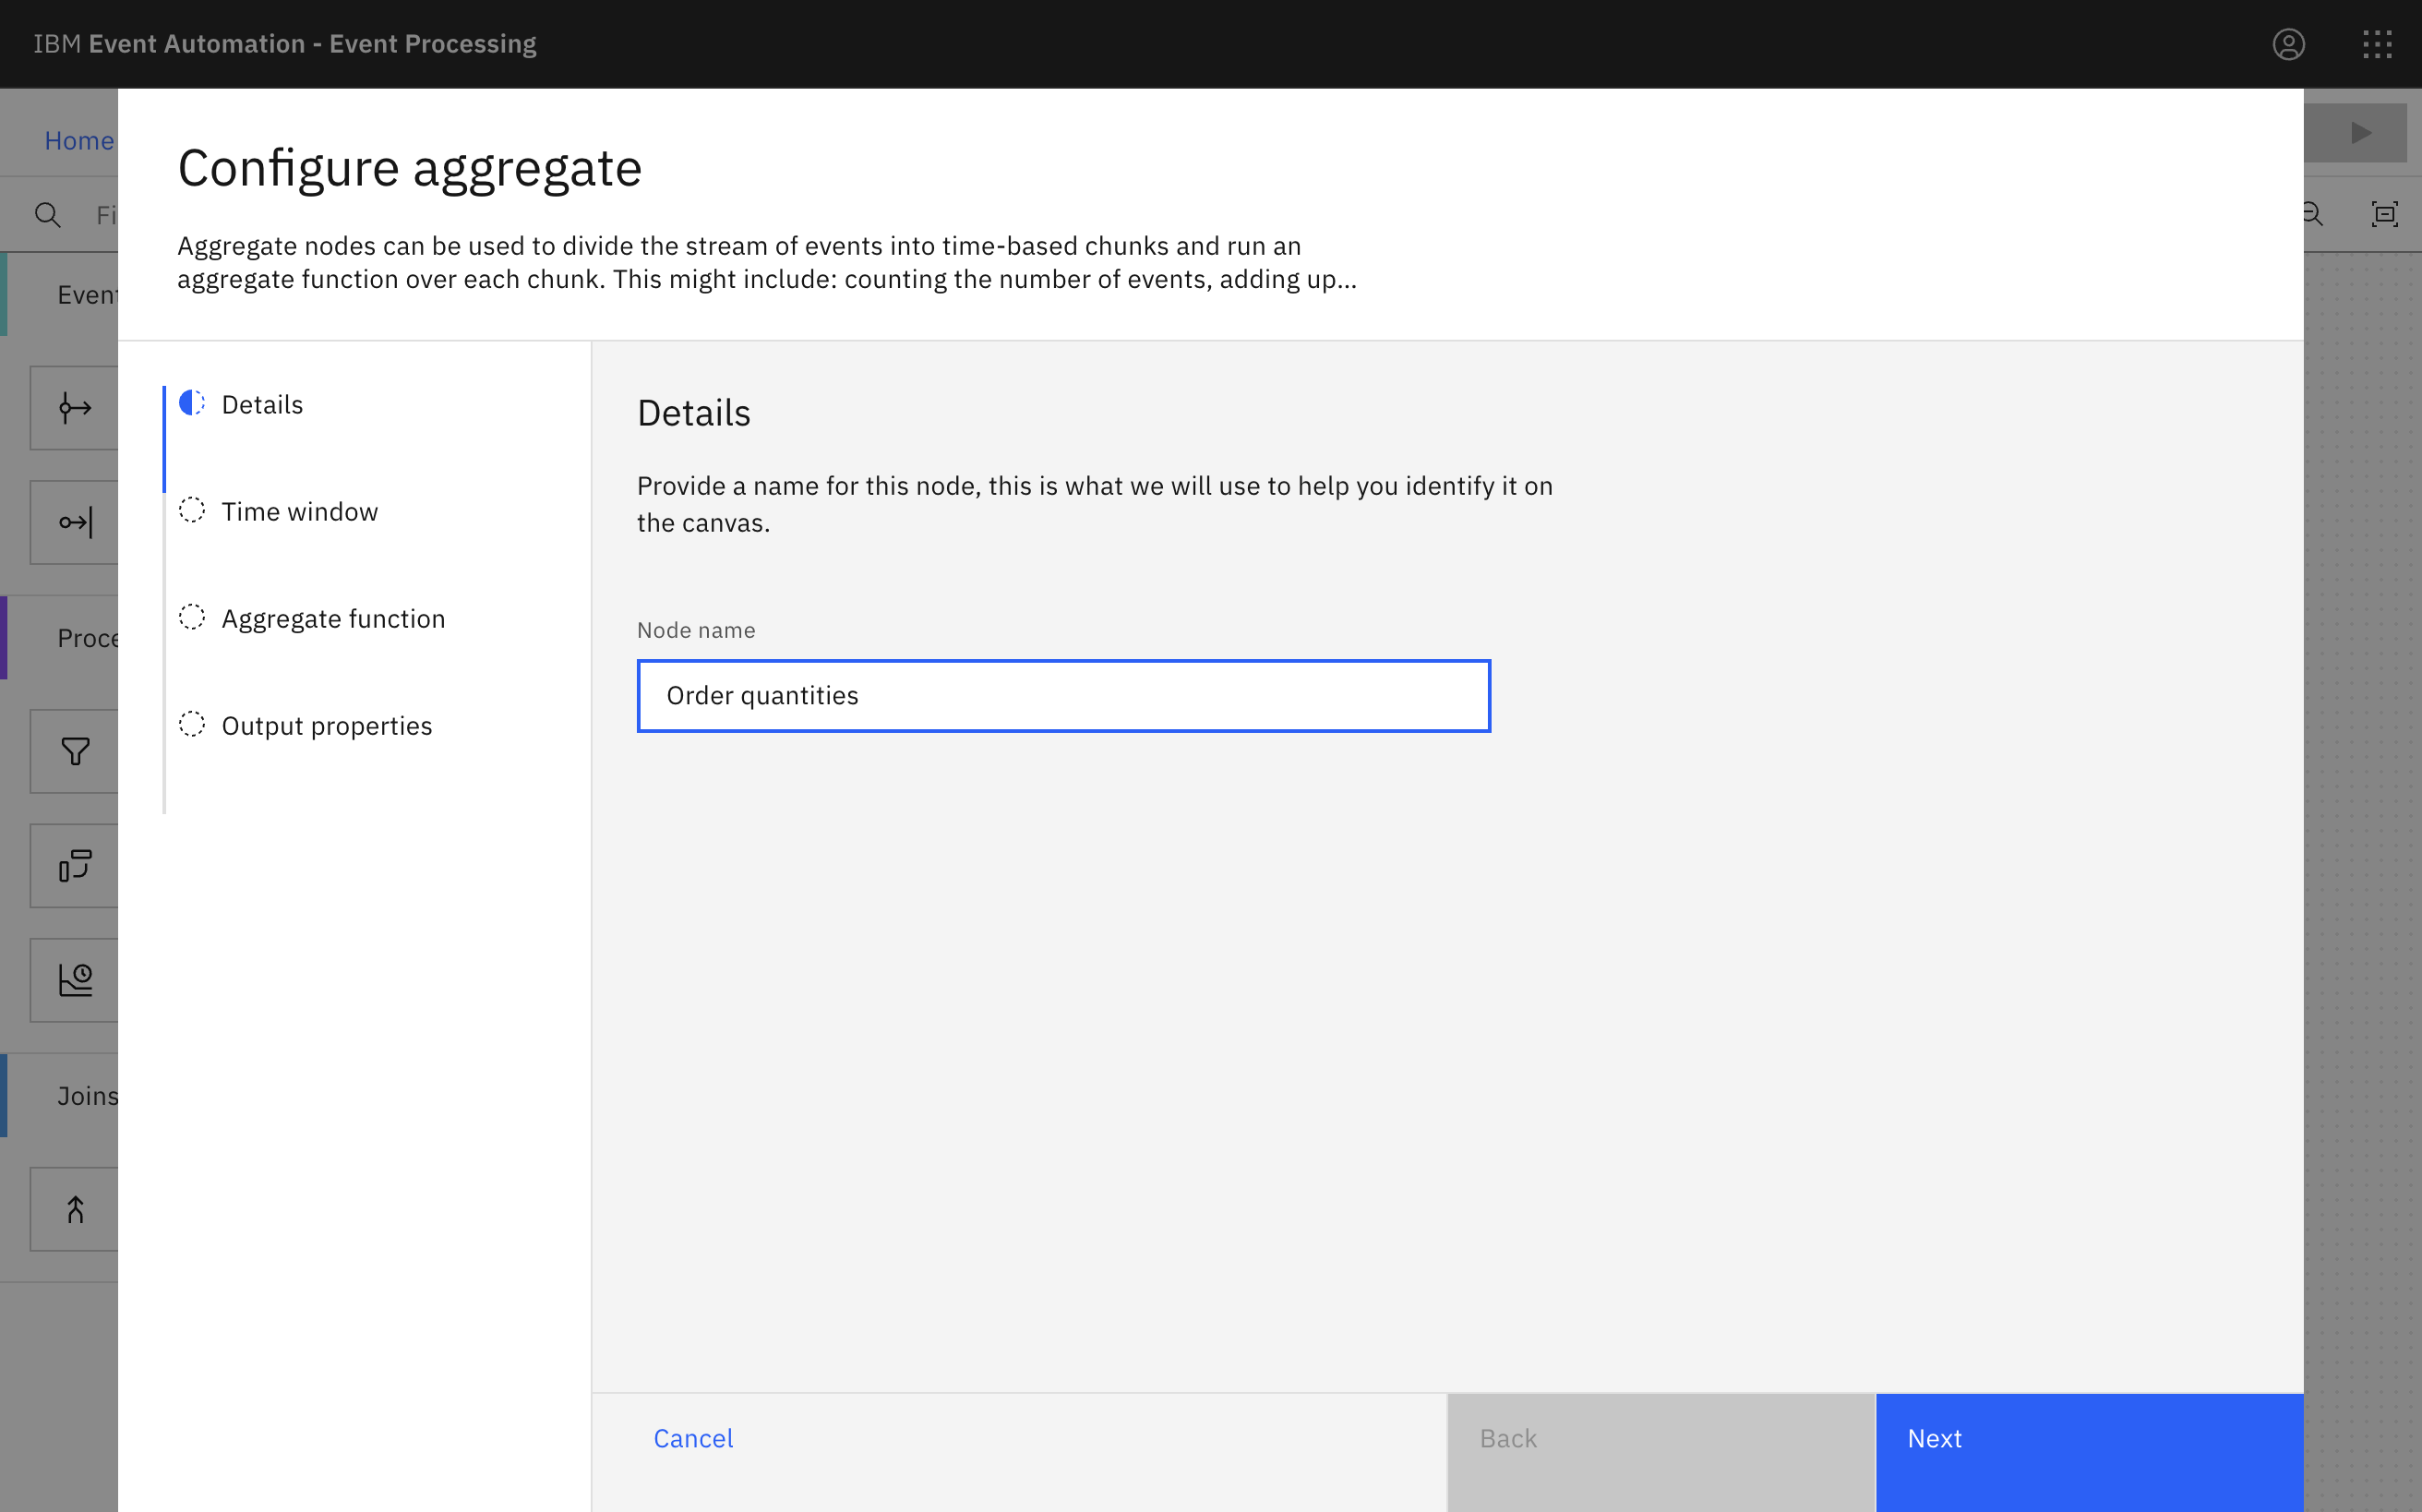 IBM Event Automation - Event Processing
Home
Configure aggregate
Aggregate nodes can be used to divide the stream of events into time-based chunks and run an
aggregate function over each chunk. This might include: counting the number of events, adding up...
Details
Time window
Aggregate function
Output properties
Details
Provide a name for this node, this is what we will use to help you identify it on
the canvas.
Node name
Order quantities
Joins
Cancel
Back
Next